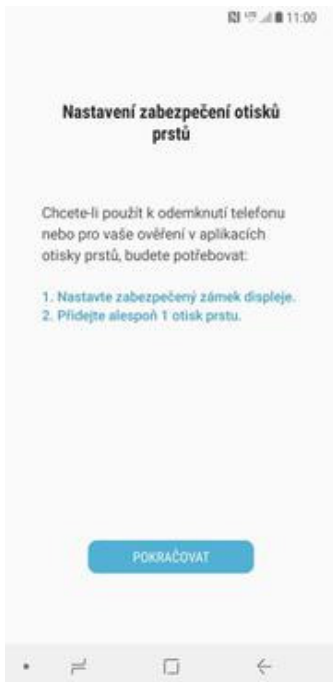 LTE 11:00
Nastavení zabezpečení otisků
prstů
Chcete-li použít k odemknutí telefonu
nebo pro vaše ověření v aplikacích
otisky prstů, budete potřebovat:
1. Nastavte zabezpečený zámek displeje.
2. Přidejte alespoň 1 otisk prstu.
POKRAČOVAT